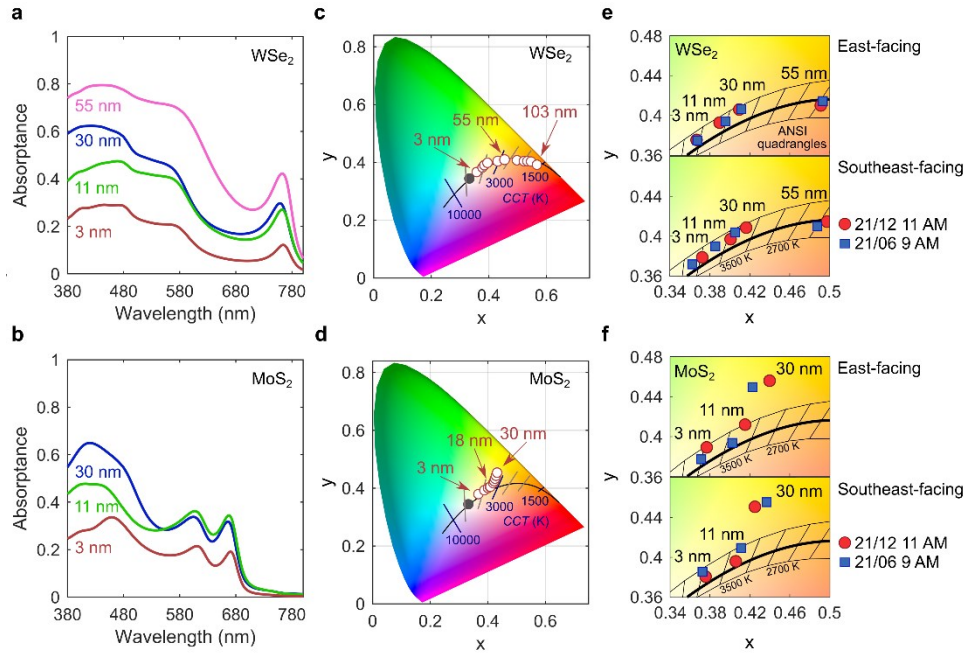 a
Absorptance
1
0.8
0.6
0.4
0.2
0
WSe2
55 nm
30 nm
11 nm
3 nm
380 480 580 680 780
Wavelength (nm)
c
y
0.8
0.6
0.4
0.2
0
WSe2
103 nm
55 nm
3 nm
3000
1500
CCT (K)
10000
0 0.2 0.4 0.6 0.8
x
e
y
0.48
0.44
0.4
0.36
WSe2
East-facing
55 nm
30 nm
11 nm
3 nm
ANSI
quadrangles
Southeast-facing
0.48
0.44
0.4
0.36
55 nm
30 nm
11 nm
3 nm
3500 K
2700 K
21/12 11 AM
21/06 9 AM
0.34 0.38 0.42 0.46 0.5
x
b
Absorptance
1
0.8
0.6
0.4
0.2
0
MoS2
30 nm
11 nm
3 nm
380 480 580 680 780
Wavelength (nm)
d
y
0.8
0.6
0.4
0.2
0
MoS2
30 nm
18 nm
3 nm
3000
1500
CCT (K)
10000
0 0.2 0.4 0.6 0.8
x
f
y
0.48
0.44
0.4
0.36
MoS2
East-facing
30 nm
11 nm
3 nm
3500 K
2700 K
Southeast-facing
0.48
0.44
0.4
0.36
30 nm
11 nm
3 nm
3500 K
2700 K
21/12 11 AM
21/06 9 AM
0.34 0.38 0.42 0.46 0.5
x